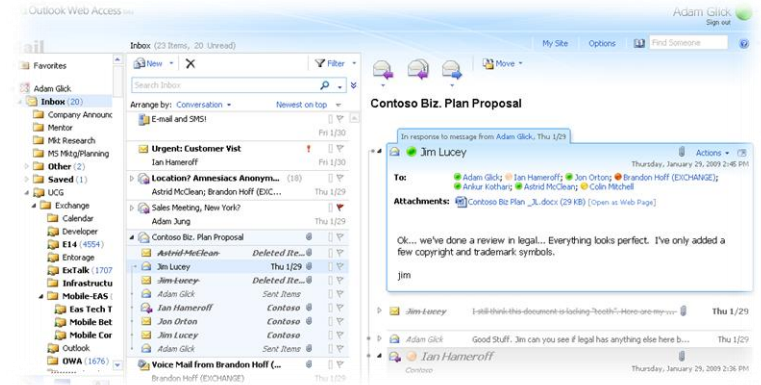 Outlook Web Access
Adam Glick
Sign out
ail
Inbox (23 Items, 20 Unread)
My Site Options Find Someone
Favorites
Adam Glick
Inbox (20)
Company Announc
Mentor
Mkt Research
MS Mktg/Planning
Other (2)
Saved (1)
UCG
Exchange
Calendar
Developer
E14 (4554)
Entorage
ExTalk (1707
Infrastructu
Mobile-EAS (
Eas Tech T
Mobile Bet
Mobile Cor
Outlook
OWA (1676)
New Filter
Search Inbox
Arrange by: Conversation Newest on top
E-mail and SMS!
Fri 1/30
Urgent: Customer Vist
Ian Hameroff Fri 1/30
Location? Amnesiacs Anonym... (18)
Astrid McClean; Brandon Hoff (EXC... Thu 1/29
Sales Meeting, New York?
Adam Jung Thu 1/29
Contoso Biz. Plan Proposal
Astrid McClean Deleted Ite...
Jim Lucey Thu 1/29
Jim Lucey Deleted Ite...
Adam Glick Sent Items
Ian Hameroff Contoso
Jon Orton Contoso
Jim Lucey Contoso
Adam Glick Sent Items
Voice Mail from Brandon Hoff (...
Brandon Hoff (EXCHANGE) Thu 1/29
Move
Contoso Biz. Plan Proposal
In response to message from Adam Glick, Thu 1/29
Jim Lucey Actions
Thursday, January 29, 2009 2:45 PM
To: Adam Glick; Ian Hameroff; Jon Orton; Brandon Hoff (EXCHANGE);
Ankur Kothari; Astrid McClean; Colin Mitchell
Attachments: Contoso Biz Plan _JL.docx (29 KB) [Open as Web Page]
Ok... we've done a review in legal... Everything looks perfect. I've only added a
few copyright and trademark symbols.
jim
Jim Lucey I still think this document is lacking "teeth". Here are my ... Thu 1/29
Adam Glick Good Stuff. Jim can you see if legal has anything else here b... Thu 1/29
Ian Hameroff
Contoso Thursday, January 29, 2009 2:36 PM